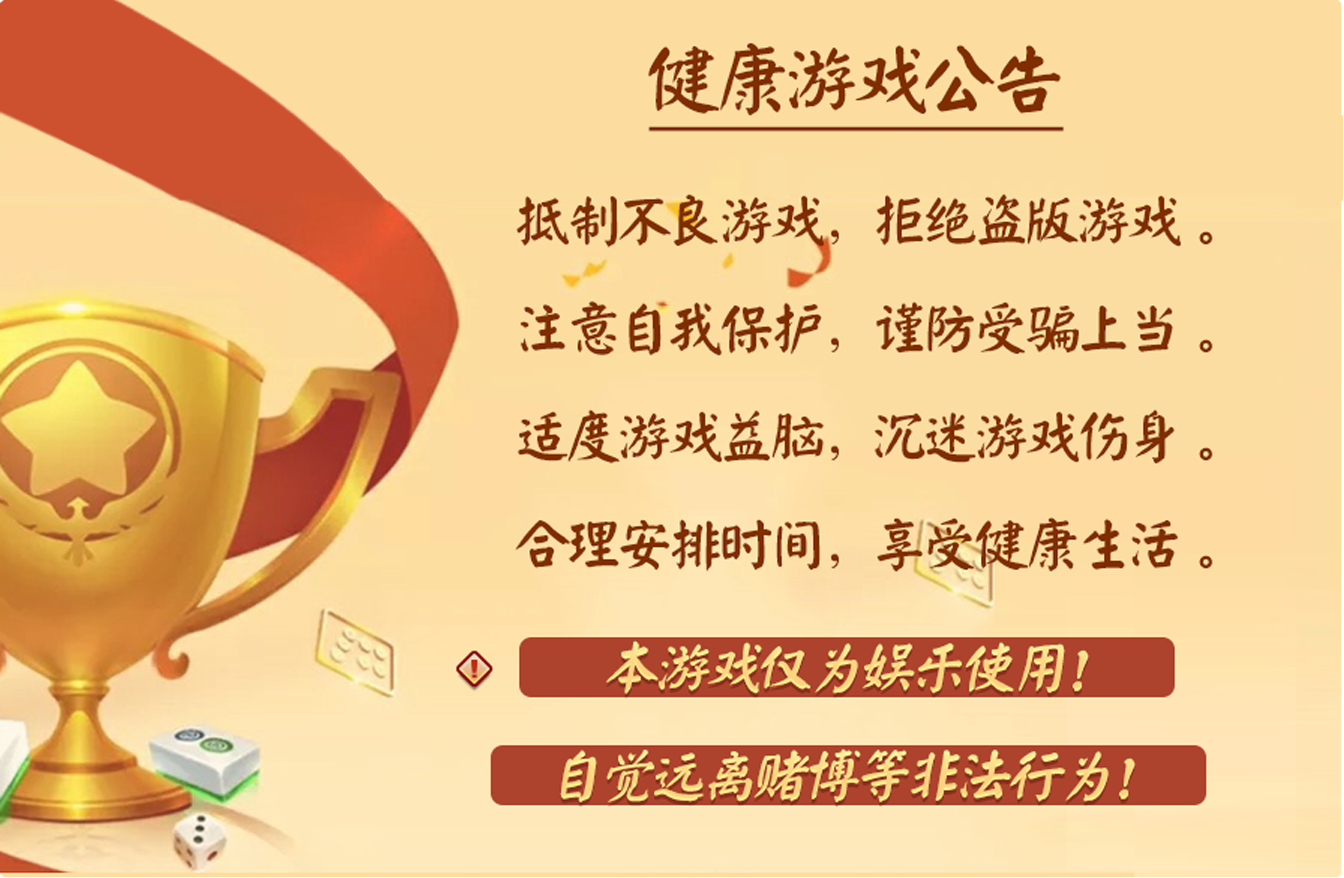 健康游戏公告
抵制不良游戏，拒绝盗版游戏。
注意自我保护，谨防受骗上当。
适度游戏益脑，沉迷游戏伤身。
合理安排时间，享受健康生活。
本游戏仅为娱乐使用！
自觉远离赌博等非法行为！